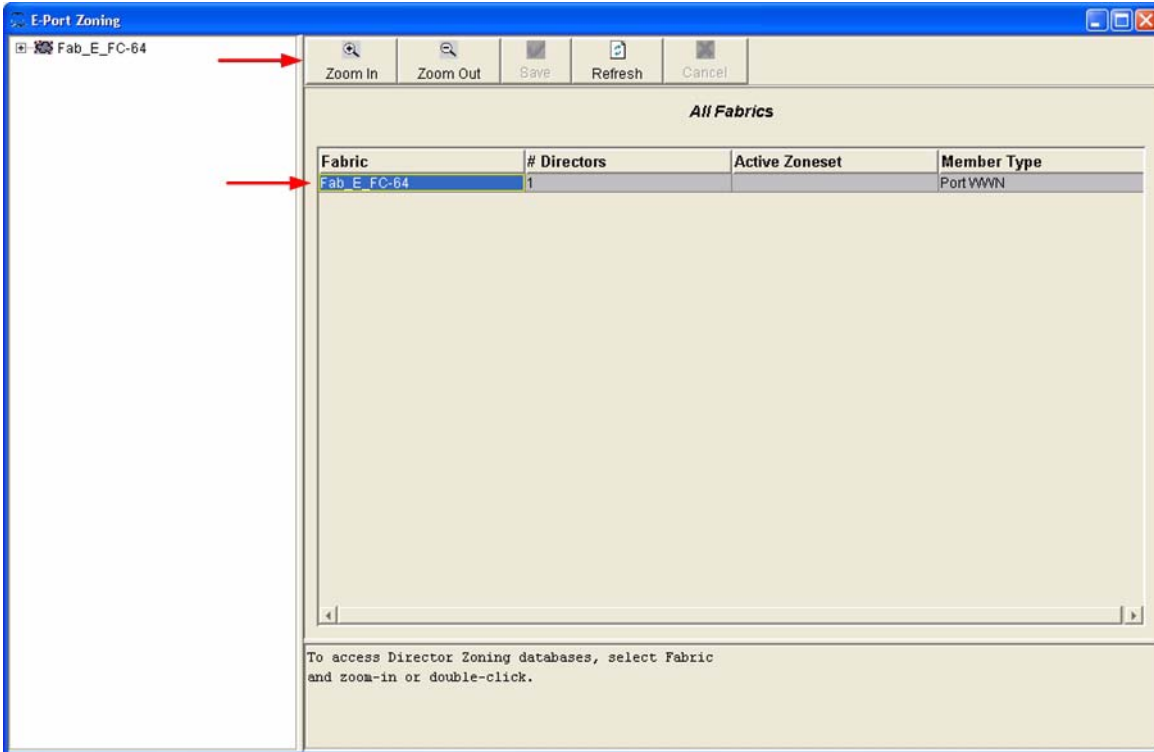 E-Port Zoning
Fab_E_FC-64
Zoom In Zoom Out Save Refresh Cancel
All Fabrics
Fabric # Directors Active Zoneset Member Type
Fab_E_FC-64 1 Port WWN
To access Director Zoning databases, select Fabric
and zoom-in or double-click.